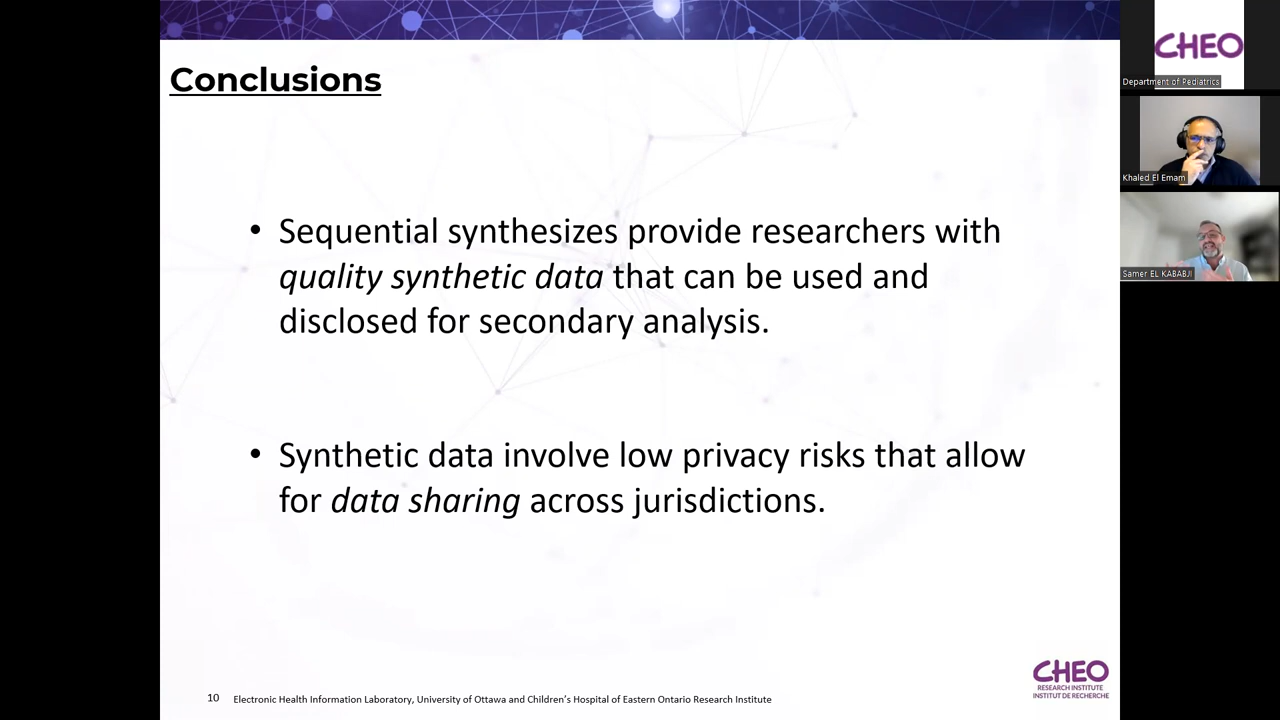 Conclusions
• Sequential synthesizes provide researchers with
quality synthetic data that can be used and
disclosed for secondary analysis.
• Synthetic data involve low privacy risks that allow
for data sharing across jurisdictions.
10 Electronic Health Information Laboratory, University of Ottawa and Children's Hospital of Eastern Ontario Research Institute
CHEO
RESEARCH INSTITUTE
INSTITUT DE RECHERCHE
CHEO
Department of Pediatrics
Khaled El Emam
Samer EL KABABJI